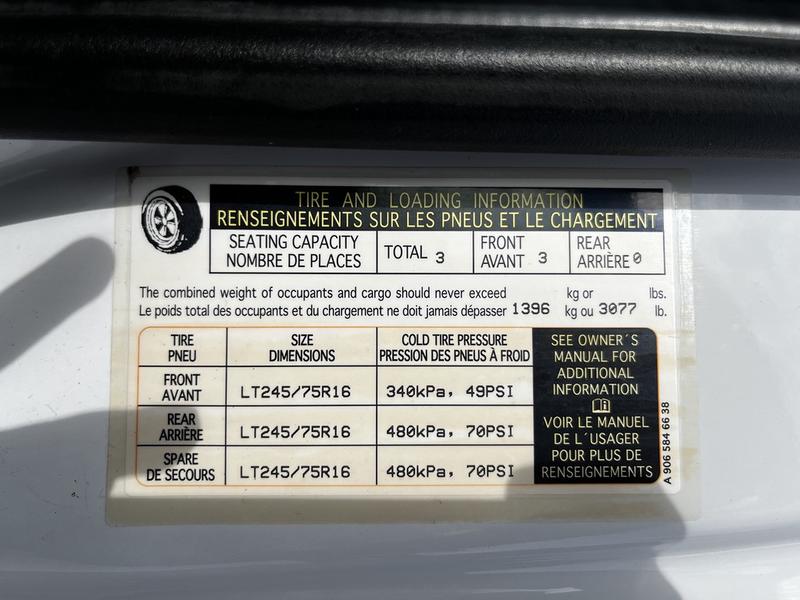 TIRE AND LOADING INFORMATION
RENSEIGNEMENTS SUR LES PNEUS ET LE CHARGEMENT
SEATING CAPACITY
NOMBRE DE PLACES
TOTAL 3
FRONT
AVANT 3
REAR
ARRIÈRE 0
The combined weight of occupants and cargo should never exceed kg or lbs.
Le poids total des occupants et du chargement ne doit jamais dépasser 1396 kg ou 3077 lb.
TIRE
PNEU
SIZE
DIMENSIONS
COLD TIRE PRESSURE
PRESSION DES PNEUS À FROID
FRONT
AVANT
LT245/75R16
340kPa, 49PSI
REAR
ARRIÈRE
LT245/75R16
480kPa, 70PSI
SPARE
DE SECOURS
LT245/75R16
480kPa, 70PSI
SEE OWNER´S
MANUAL FOR
ADDITIONAL
INFORMATION
VOIR LE MANUEL
DE L´USAGER
POUR PLUS DE
RENSEIGNEMENTS
A 906 584 66 38